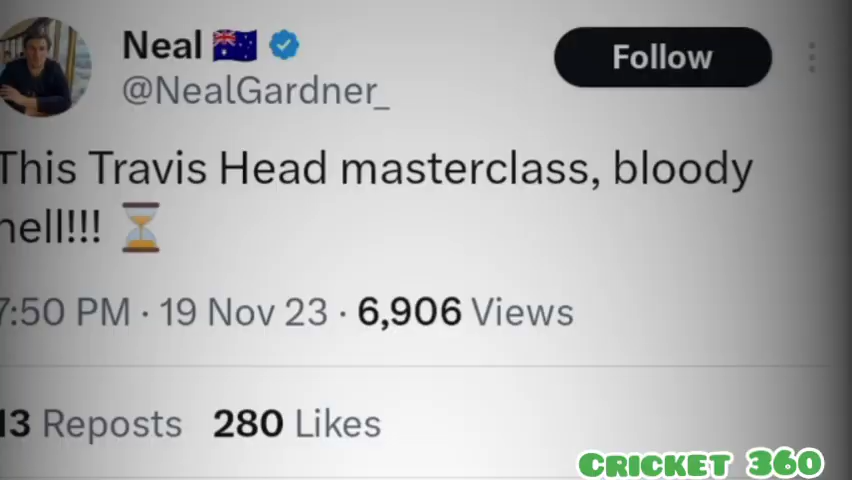 Neal
@NealGardner_
Follow
This Travis Head masterclass, bloody
hell!!!
7:50 PM · 19 Nov 23 · 6,906 Views
13 Reposts 280 Likes
CRICKET 360